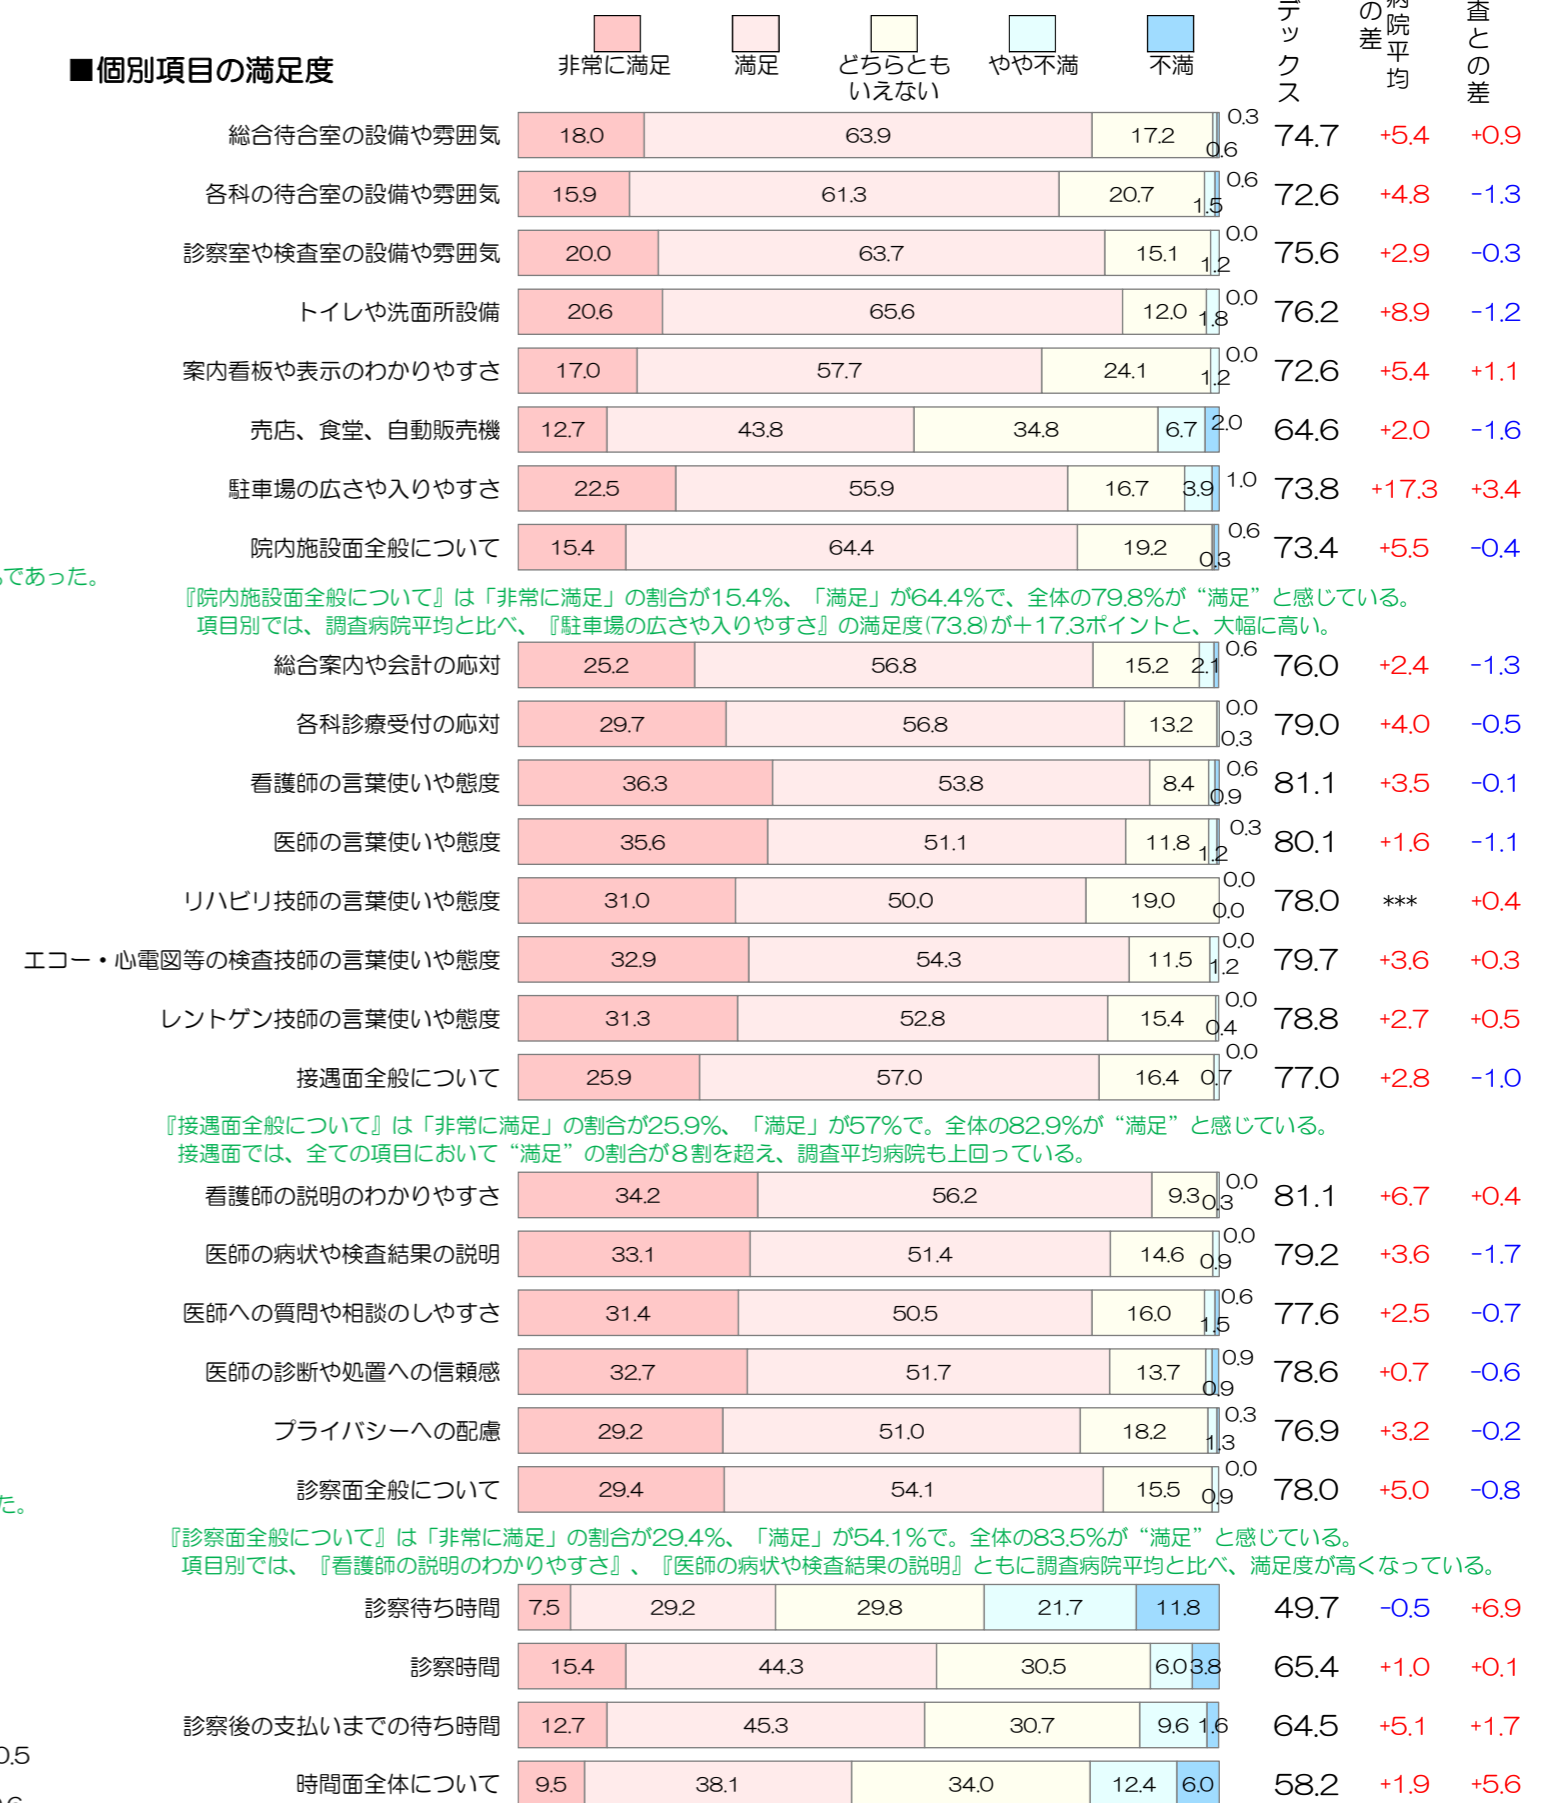 ■個別項目の満足度
非常に満足 満足 どちらとも やや不満 不満
いえない
デックス
の差
病院平均
査との差
総合待合室の設備や雰囲気 18.0 63.9 17.2 0.6 0.3 74.7 +5.4 +0.9
各科の待合室の設備や雰囲気 15.9 61.3 20.7 1.5 0.6 72.6 +4.8 -1.3
診察室や検査室の設備や雰囲気 20.0 63.7 15.1 1.2 0.0 75.6 +2.9 -0.3
トイレや洗面所設備 20.6 65.6 12.0 1.8 0.0 76.2 +8.9 -1.2
案内看板や表示のわかりやすさ 17.0 57.7 24.1 1.2 0.0 72.6 +5.4 +1.1
売店、食堂、自動販売機 12.7 43.8 34.8 6.7 2.0 64.6 +2.0 -1.6
駐車場の広さや入りやすさ 22.5 55.9 16.7 3.9 1.0 73.8 +17.3 +3.4
院内施設面全般について 15.4 64.4 19.2 0.3 0.6 73.4 +5.5 -0.4
であった。
『院内施設面全般について』は「非常に満足」の割合が15.4%、「満足」が64.4%で、全体の79.8%が“満足”と感じている。
項目別では、調査病院平均と比べ、『駐車場の広さや入りやすさ』の満足度(73.8)が＋17.3ポイントと、大幅に高い。
総合案内や会計の応対 25.2 56.8 15.2 2.1 0.6 76.0 +2.4 -1.3
各科診療受付の応対 29.7 56.8 13.2 0.3 0.0 79.0 +4.0 -0.5
看護師の言葉使いや態度 36.3 53.8 8.4 0.9 0.6 81.1 +3.5 -0.1
医師の言葉使いや態度 35.6 51.1 11.8 1.2 0.3 80.1 +1.6 -1.1
リハビリ技師の言葉使いや態度 31.0 50.0 19.0 0.0 0.0 78.0 *** +0.4
エコー・心電図等の検査技師の言葉使いや態度 32.9 54.3 11.5 1.2 0.0 79.7 +3.6 +0.3
レントゲン技師の言葉使いや態度 31.3 52.8 15.4 0.4 0.0 78.8 +2.7 +0.5
接遇面全般について 25.9 57.0 16.4 0.7 0.0 77.0 +2.8 -1.0
『接遇面全般について』は「非常に満足」の割合が25.9%、「満足」が57%で。全体の82.9%が“満足”と感じている。
接遇面では、全ての項目において“満足”の割合が８割を超え、調査平均病院も上回っている。
看護師の説明のわかりやすさ 34.2 56.2 9.3 0.3 0.0 81.1 +6.7 +0.4
医師の病状や検査結果の説明 33.1 51.4 14.6 0.9 0.0 79.2 +3.6 -1.7
医師への質問や相談のしやすさ 31.4 50.5 16.0 1.5 0.6 77.6 +2.5 -0.7
医師の診断や処置への信頼感 32.7 51.7 13.7 0.9 0.9 78.6 +0.7 -0.6
プライバシーへの配慮 29.2 51.0 18.2 1.3 0.3 76.9 +3.2 -0.2
診察面全般について 29.4 54.1 15.5 0.9 0.0 78.0 +5.0 -0.8
た。
『診察面全般について』は「非常に満足」の割合が29.4%、「満足」が54.1%で。全体の83.5%が“満足”と感じている。
項目別では、『看護師の説明のわかりやすさ』、『医師の病状や検査結果の説明』ともに調査病院平均と比べ、満足度が高くなっている。
診察待ち時間 7.5 29.2 29.8 21.7 11.8 49.7 -0.5 +6.9
診察時間 15.4 44.3 30.5 6.0 3.8 65.4 +1.0 +0.1
診察後の支払いまでの待ち時間 12.7 45.3 30.7 9.6 1.6 64.5 +5.1 +1.7
0.5
時間面全体について 9.5 38.1 34.0 12.4 6.0 58.2 +1.9 +5.6